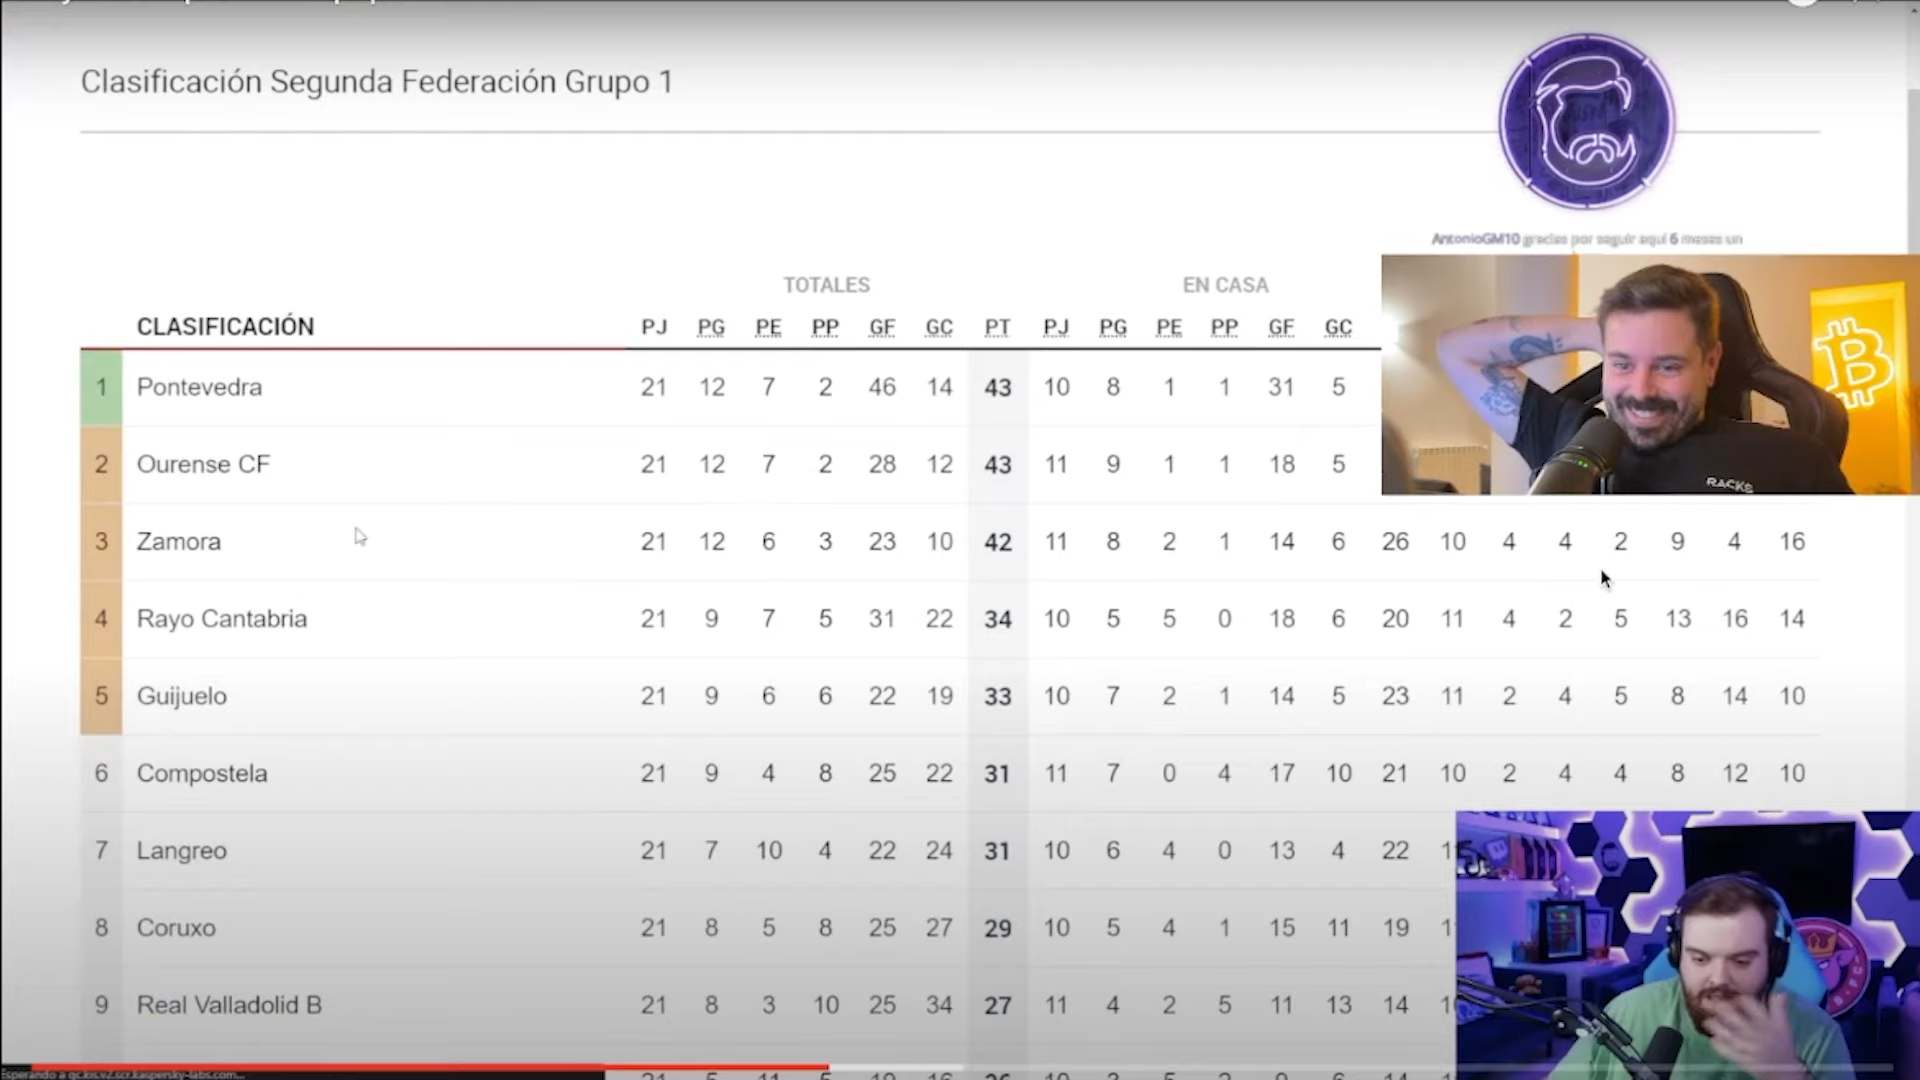 Clasificación Segunda Federación Grupo 1
AntonioGM10 gracias por seguir aquí 6 meses un
TOTALES EN CASA
CLASIFICACIÓN PJ PG PE PP GF GC PT PJ PG PE PP GF GC
1 Pontevedra 21 12 7 2 46 14 43 10 8 1 1 31 5
2 Ourense CF 21 12 7 2 28 12 43 11 9 1 1 18 5
RACKS
3 Zamora 21 12 6 3 23 10 42 11 8 2 1 14 6 26 10 4 4 2 9 4 16
4 Rayo Cantabria 21 9 7 5 31 22 34 10 5 5 0 18 6 20 11 4 2 5 13 16 14
5 Guijuelo 21 9 6 6 22 19 33 10 7 2 1 14 5 23 11 2 4 5 8 14 10
6 Compostela 21 9 4 8 25 22 31 11 7 0 4 17 10 21 10 2 4 4 8 12 10
7 Langreo 21 7 10 4 22 24 31 10 6 4 0 13 4 22
8 Coruxo 21 8 5 8 25 27 29 10 5 4 1 15 11 19
9 Real Valladolid B 21 8 3 10 25 34 27 11 4 2 5 11 13 14
Esperando a gc.kis.v2.scr.kaspersky-labs.com...